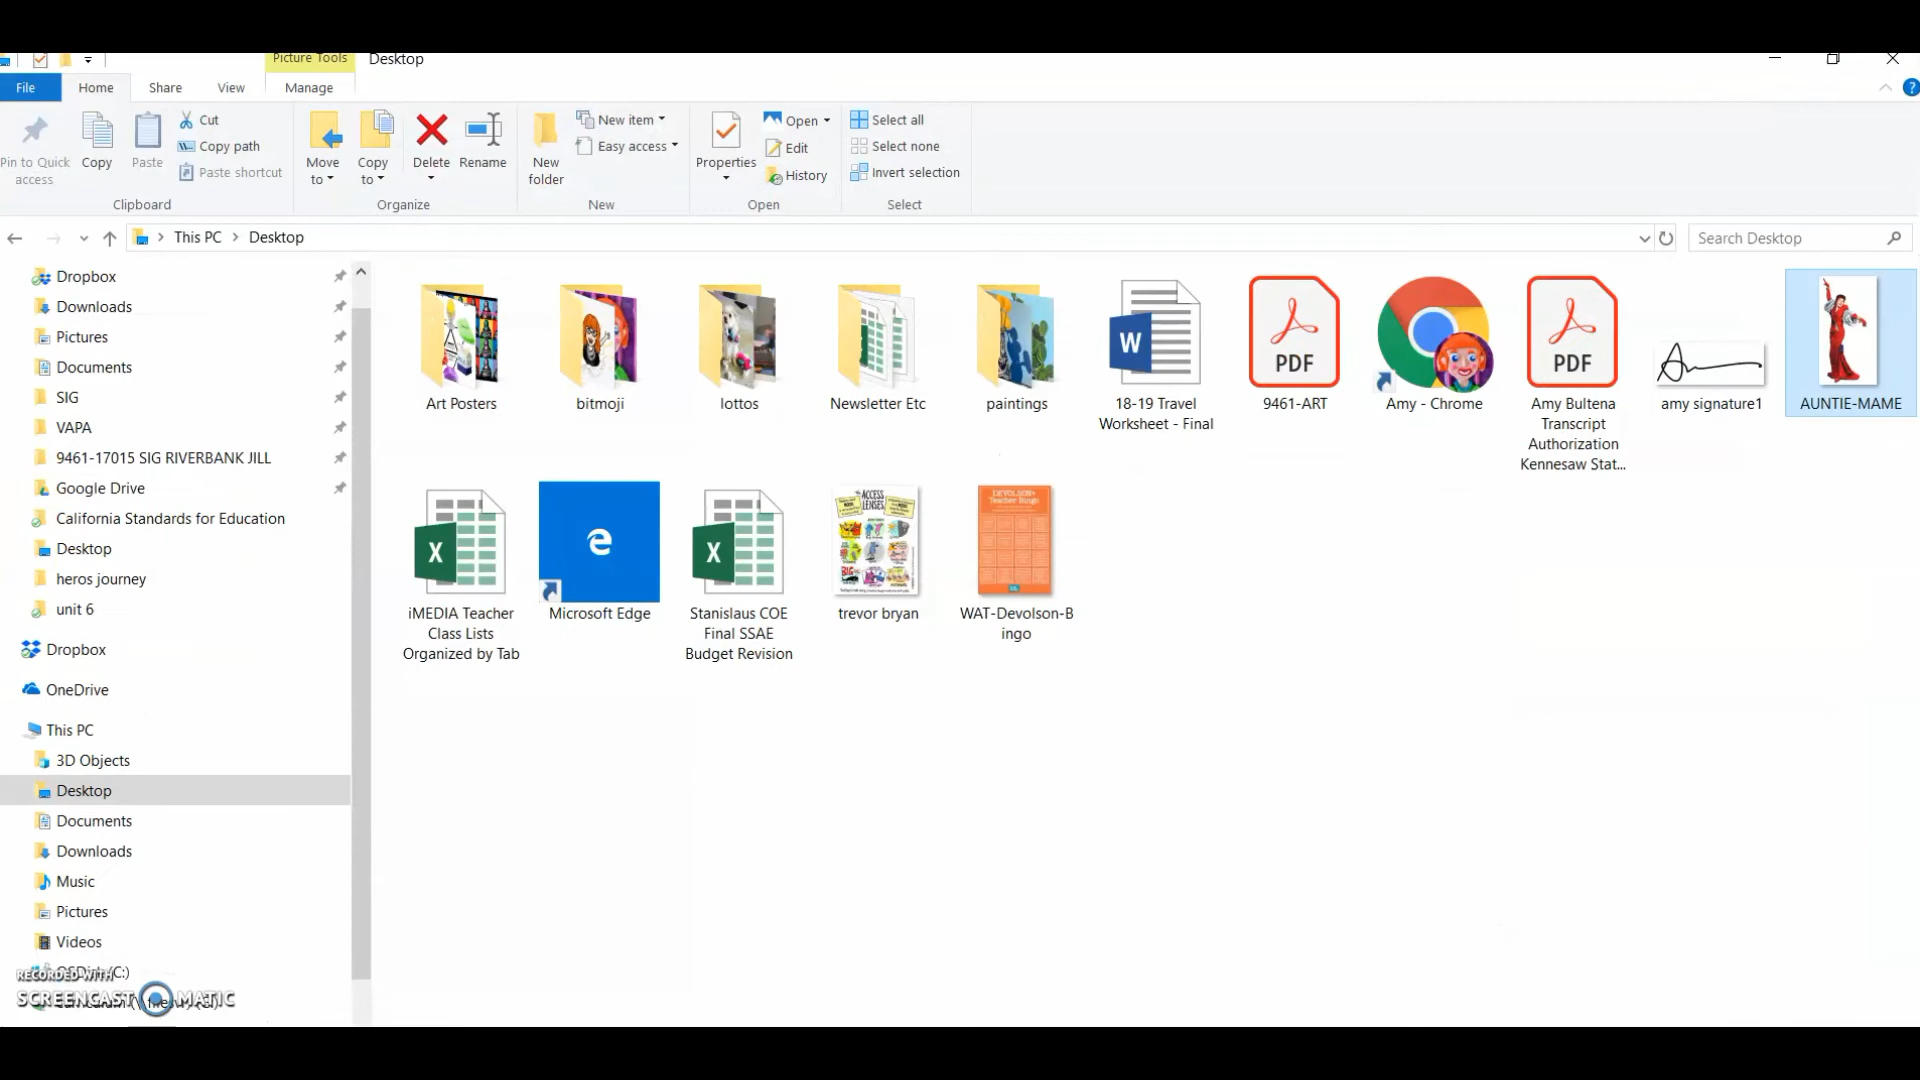 Picture Tools Desktop
File Home Share View Manage
Pin to Quick access
Copy
Paste
Cut
Copy path
Paste shortcut
Clipboard
Move to
Copy to
Delete
Rename
Organize
New folder
New item
Easy access
New
Properties
Open
Edit
History
Open
Select all
Select none
Invert selection
Select
This PC > Desktop
Search Desktop
Dropbox
Downloads
Pictures
Documents
SIG
VAPA
9461-17015 SIG RIVERBANK JILL
Google Drive
California Standards for Education
Desktop
heros journey
unit 6
Dropbox
OneDrive
This PC
3D Objects
Desktop
Documents
Downloads
Music
Pictures
Videos
RECORDED WITH
SCREENCAST MATIC
Art Posters
bitmoji
lottos
Newsletter Etc
paintings
W
18-19 Travel
Worksheet - Final
PDF
9461-ART
Amy - Chrome
PDF
Amy Bultena
Transcript
Authorization
Kennesaw Stat...
amy signature1
AUNTIE-MAME
X
iMEDIA Teacher
Class Lists
Organized by Tab
Microsoft Edge
X
Stanislaus COE
Final SSAE
Budget Revision
ACCESS
LENSES
trevor bryan
DEVOLSON
Teacher Bingo
WAT-Devolson-B
ingo